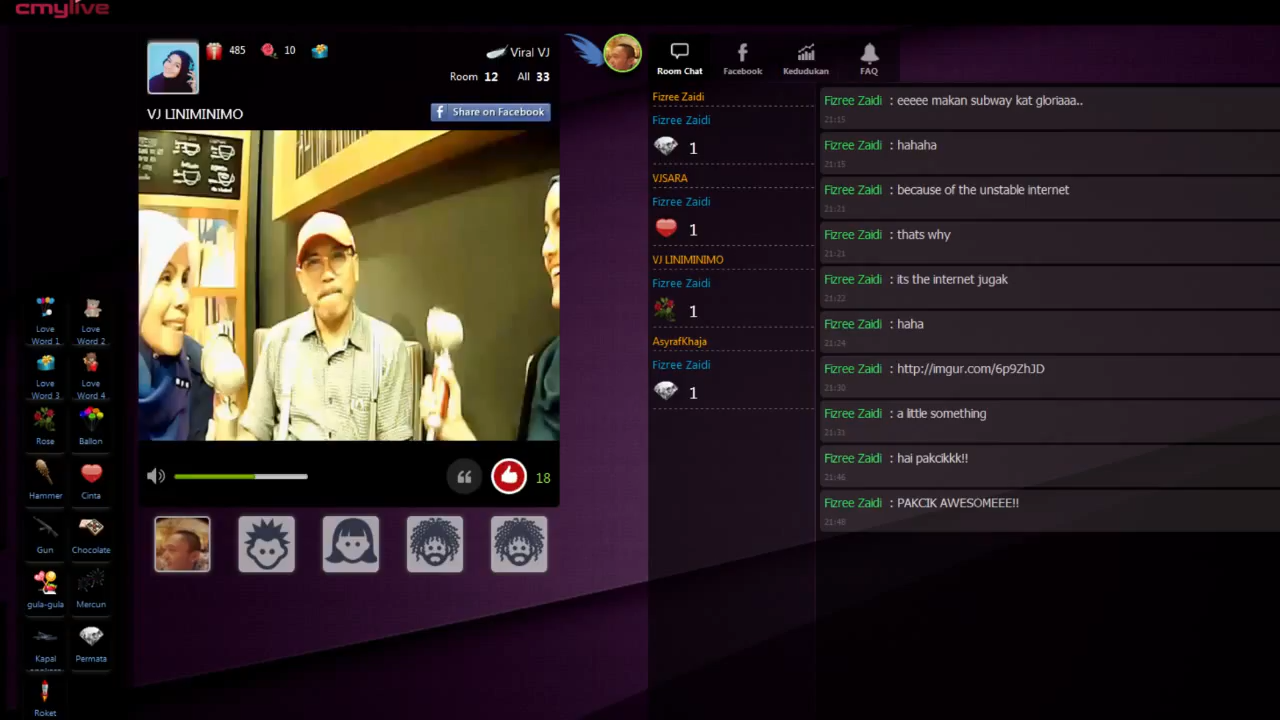 cmylive
485
10
Viral VJ
Room 12 All 33
VJ LINIMINIMO
Share on Facebook
18
Love
Word 1
Love
Word 2
Love
Word 3
Love
Word 4
Rose
Ballon
Hammer
Cinta
Gun
Chocolate
gula-gula
Mercun
Kapal
Permata
Roket
Room Chat
Facebook
Kedudukan
FAQ
Fizree Zaidi
Fizree Zaidi
1
VJSARA
Fizree Zaidi
1
VJ LINIMINIMO
Fizree Zaidi
1
AsyrafKhaja
Fizree Zaidi
1
Fizree Zaidi : eeeee makan subway kat gloriaaa..
21:15
Fizree Zaidi : hahaha
21:15
Fizree Zaidi : because of the unstable internet
21:21
Fizree Zaidi : thats why
21:21
Fizree Zaidi : its the internet jugak
21:22
Fizree Zaidi : haha
21:24
Fizree Zaidi : http://imgur.com/6p9ZhJD
21:30
Fizree Zaidi : a little something
21:31
Fizree Zaidi : hai pakcikkk!!
21:46
Fizree Zaidi : PAKCIK AWESOMEEE!!
21:48